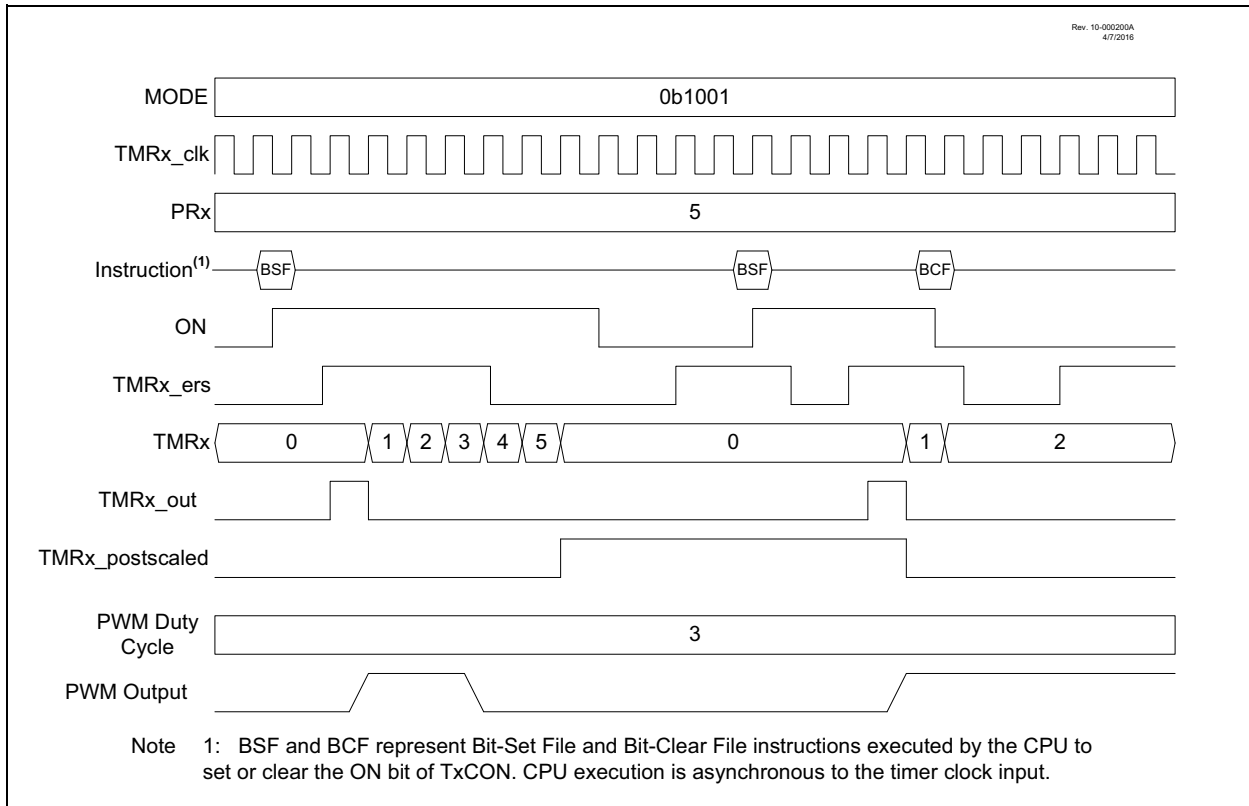 Rev. 10-000200A
4/7/2016
MODE 0b1001
TMRx_clk
PRx 5
Instruction(1) BSF BSF BCF
ON
TMRx_ers
TMRx 0 1 2 3 4 5 0 1 2
TMRx_out
TMRx_postscaled
PWM Duty
Cycle 3
PWM Output
Note 1: BSF and BCF represent Bit-Set File and Bit-Clear File instructions executed by the CPU to
set or clear the ON bit of TxCON. CPU execution is asynchronous to the timer clock input.